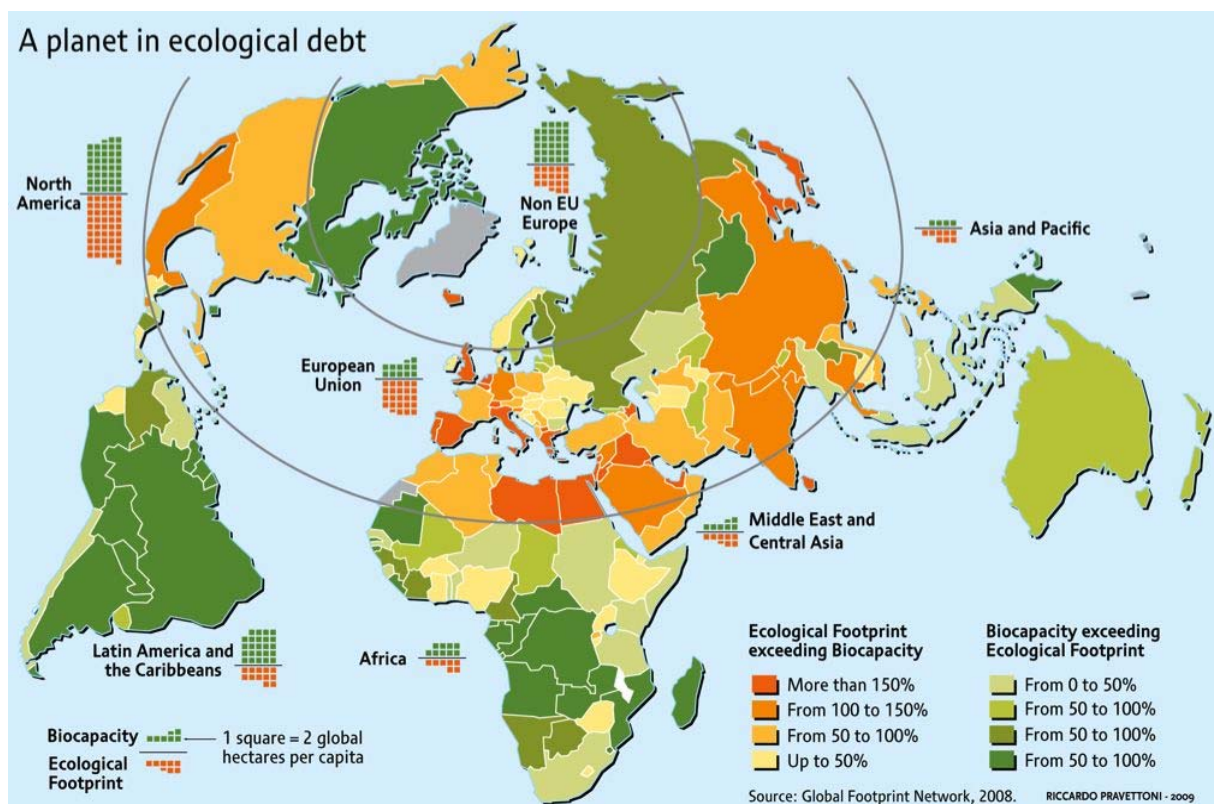 A planet in ecological debt
North
America
Non EU
Europe
Asia and Pacific
European
Union
Middle East and
Central Asia
Latin America and
the Caribbeans
Africa
Biocapacity
Ecological
Footprint
1 square = 2 global
hectares per capita
Ecological Footprint
exceeding Biocapacity
More than 150%
From 100 to 150%
From 50 to 100%
Up to 50%
Biocapacity exceeding
Ecological Footprint
From 0 to 50%
From 50 to 100%
From 50 to 100%
From 50 to 100%
Source: Global Footprint Network, 2008.
RICCARDO PRAVETTONI - 2009